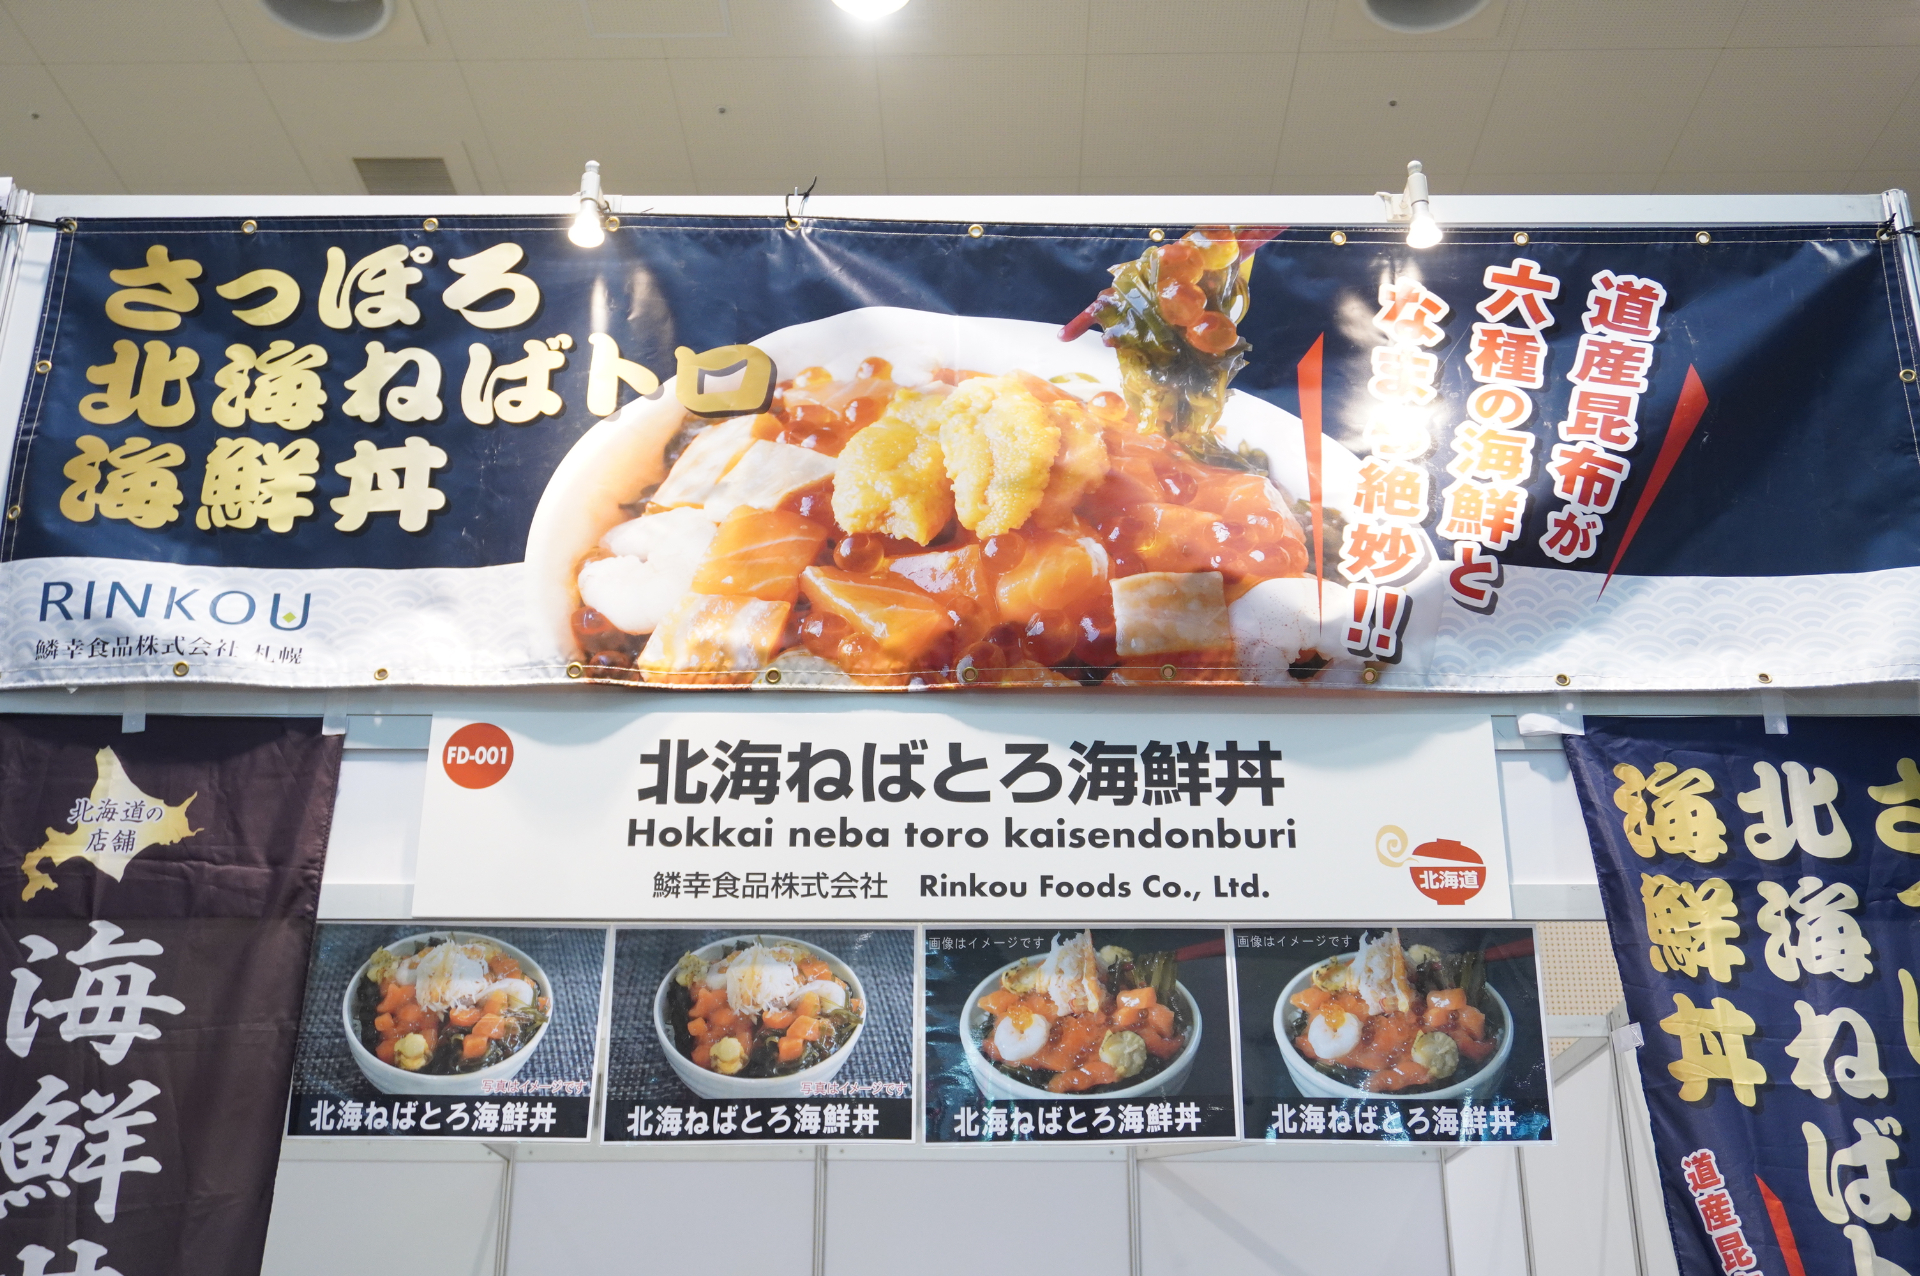 さっぽろ
北海ねばトロ
海鮮丼
RINKOU
鱗幸食品株式会社 札幌
道産昆布が
六種の海鮮と
なまら絶妙!!
FD-001
北海ねばとろ海鮮丼
Hokkai neba toro kaisendonburi
鱗幸食品株式会社 Rinkou Foods Co., Ltd.
北海道
北海道の
店舗
海鮮丼
写真はイメージです
北海ねばとろ海鮮丼
写真はイメージです
北海ねばとろ海鮮丼
画像はイメージです
北海ねばとろ海鮮丼
画像はイメージです
北海ねばとろ海鮮丼
北海ねばト
海鮮丼
道産昆